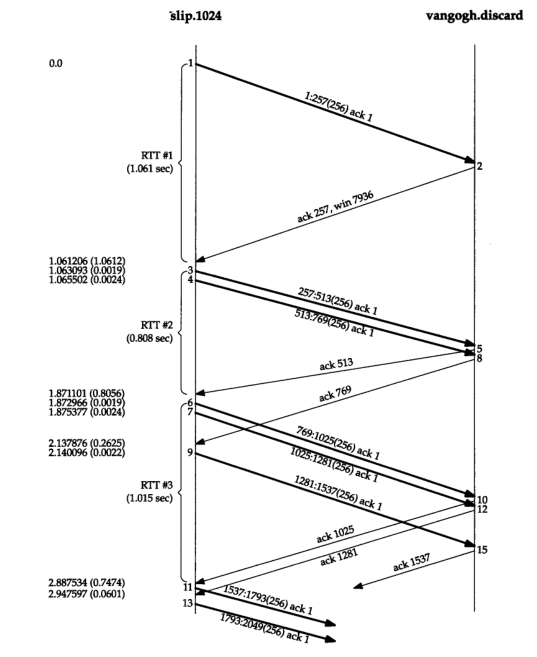 slip.1024
vangogh.discard
0.0
1
1:257(256) ack 1
RTT #1
(1.061 sec)
2
ack 257, win 7936
1.061206 (1.0612)
1.063093 (0.0019)
3
1.065502 (0.0024)
4
257:513(256) ack 1
513:769(256) ack 1
RTT #2
(0.808 sec)
5
8
ack 513
ack 769
1.871101 (0.8056)
1.872966 (0.0019)
6
1.875377 (0.0024)
7
769:1025(256) ack 1
2.137876 (0.2625)
2.140096 (0.0022)
9
1025:1281(256) ack 1
1281:1537(256) ack 1
RTT #3
(1.015 sec)
10
12
ack 1025
ack 1281
15
ack 1537
2.887534 (0.7474)
11
2.947597 (0.0601)
1537:1793(256) ack 1
13
1793:2049(256) ack 1